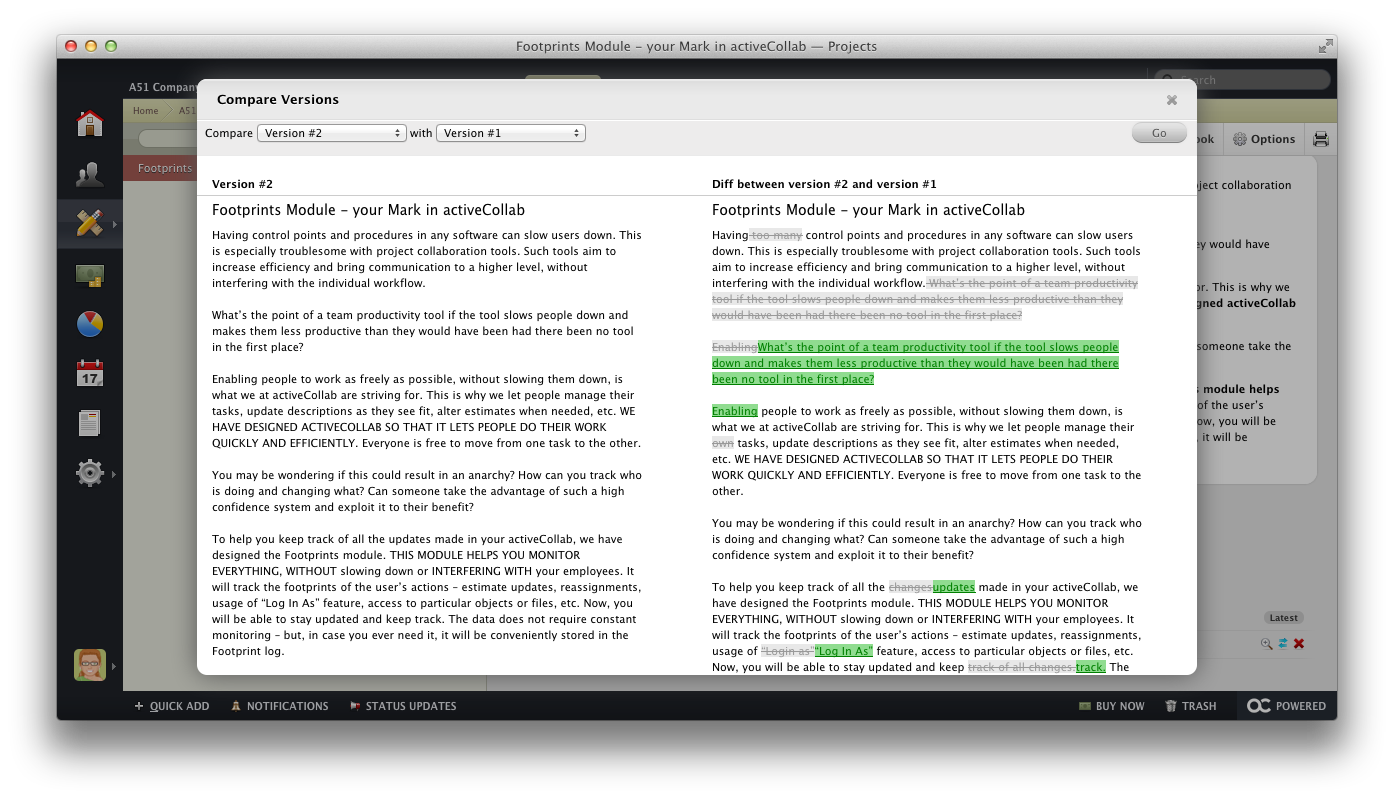 Footprints Module – your Mark in activeCollab — Projects
A51 Company
Search
Home
A51
Footprints
ook
Options
Compare Versions
Compare Version #2 with Version #1
Go
Version #2
Footprints Module – your Mark in activeCollab
Having control points and procedures in any software can slow users down. This
is especially troublesome with project collaboration tools. Such tools aim to
increase efficiency and bring communication to a higher level, without
interfering with the individual workflow.
What’s the point of a team productivity tool if the tool slows people down and
makes them less productive than they would have been had there been no tool
in the first place?
Enabling people to work as freely as possible, without slowing them down, is
what we at activeCollab are striving for. This is why we let people manage their
tasks, update descriptions as they see fit, alter estimates when needed, etc. WE
HAVE DESIGNED ACTIVECOLLAB SO THAT IT LETS PEOPLE DO THEIR WORK
QUICKLY AND EFFICIENTLY. Everyone is free to move from one task to the other.
You may be wondering if this could result in an anarchy? How can you track who
is doing and changing what? Can someone take the advantage of such a high
confidence system and exploit it to their benefit?
To help you keep track of all the updates made in your activeCollab, we have
designed the Footprints module. THIS MODULE HELPS YOU MONITOR
EVERYTHING, WITHOUT slowing down or INTERFERING WITH your employees. It
will track the footprints of the user’s actions – estimate updates, reassignments,
usage of “Log In As” feature, access to particular objects or files, etc. Now, you
will be able to stay updated and keep track. The data does not require constant
monitoring – but, in case you ever need it, it will be conveniently stored in the
Footprint log.
Diff between version #2 and version #1
Footprints Module – your Mark in activeCollab
Having too many control points and procedures in any software can slow users
down. This is especially troublesome with project collaboration tools. Such tools
aim to increase efficiency and bring communication to a higher level, without
interfering with the individual workflow. What’s the point of a team productivity
tool if the tool slows people down and makes them less productive than they
would have been had there been no tool in the first place?
EnablingWhat’s the point of a team productivity tool if the tool slows people
down and makes them less productive than they would have been had there
been no tool in the first place?
Enabling people to work as freely as possible, without slowing them down, is
what we at activeCollab are striving for. This is why we let people manage their
own tasks, update descriptions as they see fit, alter estimates when needed,
etc. WE HAVE DESIGNED ACTIVECOLLAB SO THAT IT LETS PEOPLE DO THEIR
WORK QUICKLY AND EFFICIENTLY. Everyone is free to move from one task to the
other.
You may be wondering if this could result in an anarchy? How can you track who
is doing and changing what? Can someone take the advantage of such a high
confidence system and exploit it to their benefit?
To help you keep track of all the changesupdates made in your activeCollab, we
have designed the Footprints module. THIS MODULE HELPS YOU MONITOR
EVERYTHING, WITHOUT slowing down or INTERFERING WITH your employees. It
will track the footprints of the user’s actions – estimate updates, reassignments,
usage of “Login as”“Log In As” feature, access to particular objects or files, etc.
Now, you will be able to stay updated and keep track of all changes.track. The
ject collaboration
ey would have
or. This is why we
gned activeCollab
someone take the
s module helps
of the user’s
ow, you will be
it will be
Latest
17
QUICK ADD
NOTIFICATIONS
STATUS UPDATES
BUY NOW
TRASH
POWERED